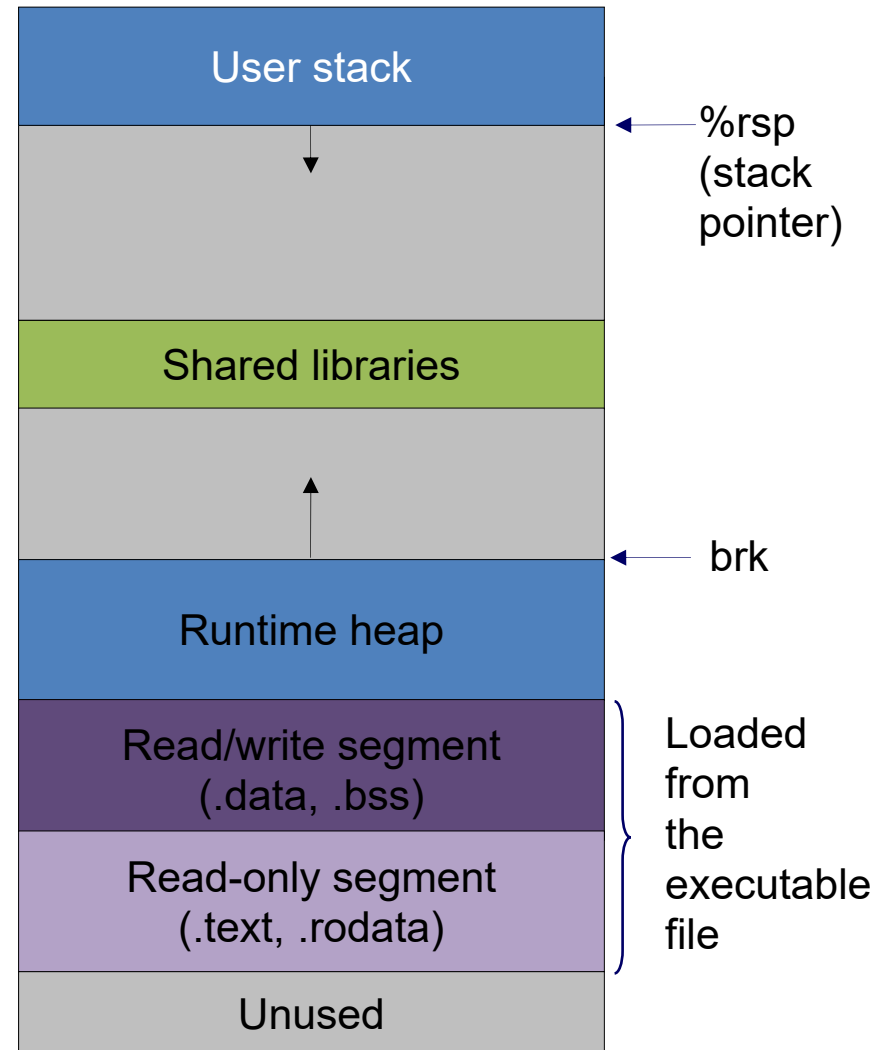 User stack
%rsp
(stack
pointer)
Shared libraries
brk
Runtime heap
Read/write segment
(.data, .bss)
Read-only segment
(.text, .rodata)
Loaded
from
the
executable
file
Unused